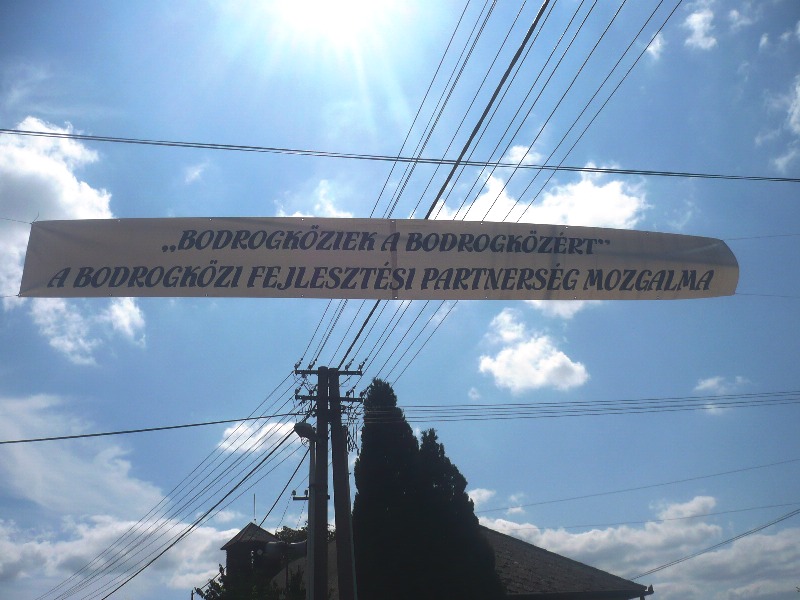 „BODROGKÖZIEK A BODROGKÖZÉRT”
A BODROGKÖZI FEJLESZTÉSI PARTNERSÉG MOZGALMA